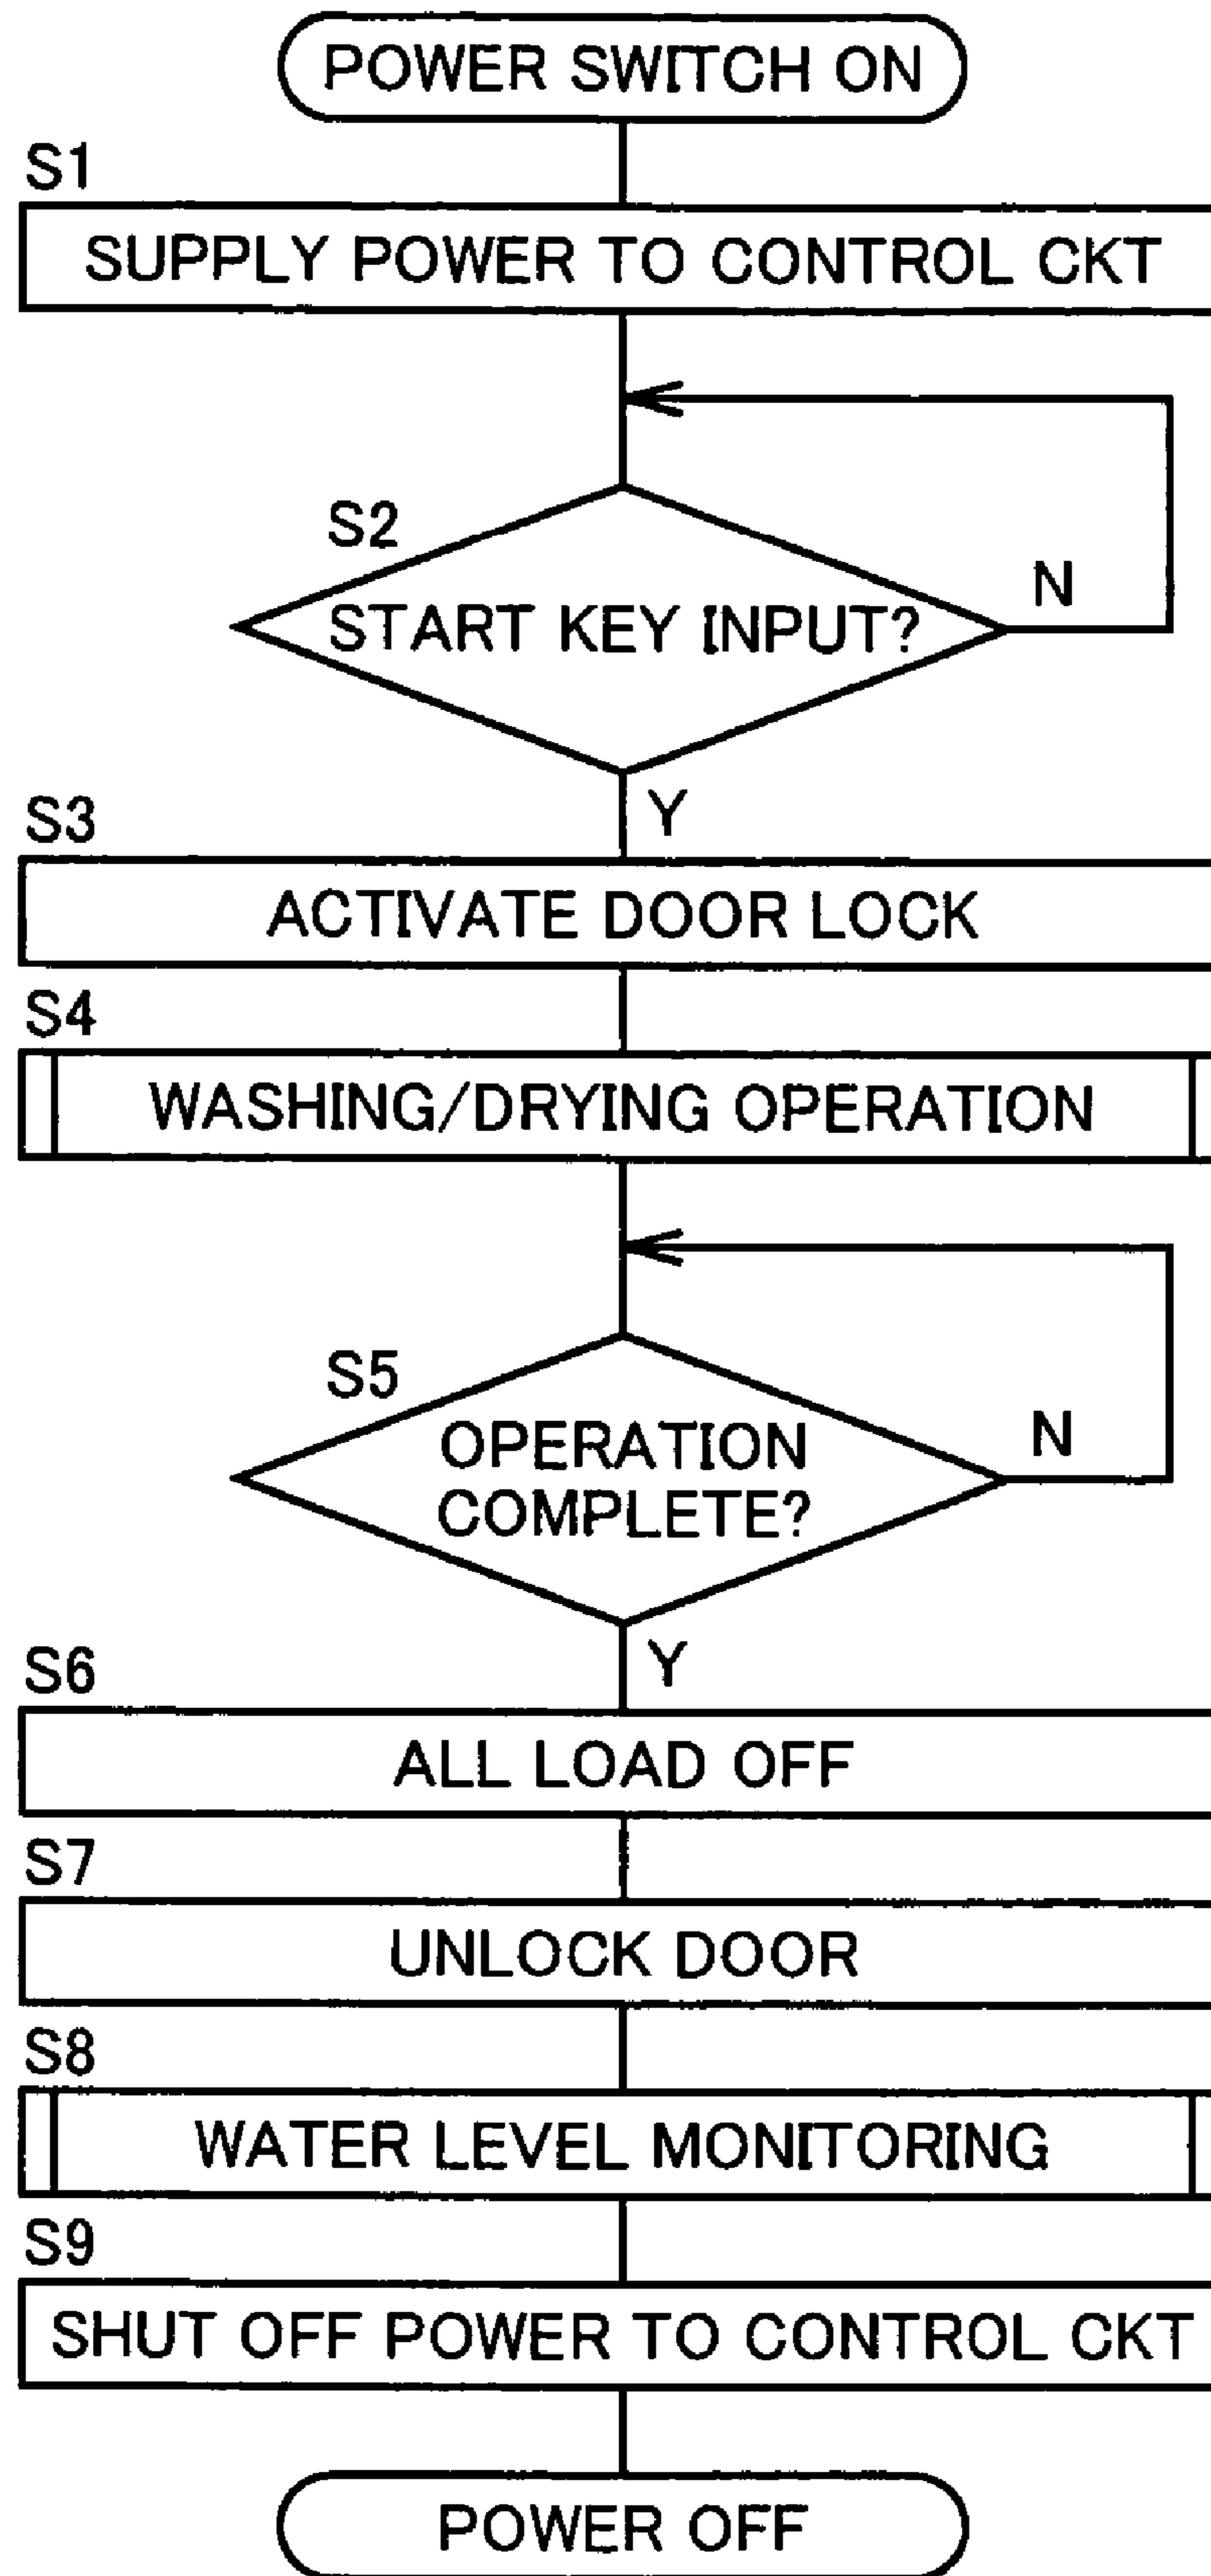 POWER SWITCH ON
S1
SUPPLY POWER TO CONTROL CKT
S2
START KEY INPUT?
N
Y
S3
ACTIVATE DOOR LOCK
S4
WASHING/DRYING OPERATION
S5
OPERATION
COMPLETE?
N
Y
S6
ALL LOAD OFF
S7
UNLOCK DOOR
S8
WATER LEVEL MONITORING
S9
SHUT OFF POWER TO CONTROL CKT
POWER OFF